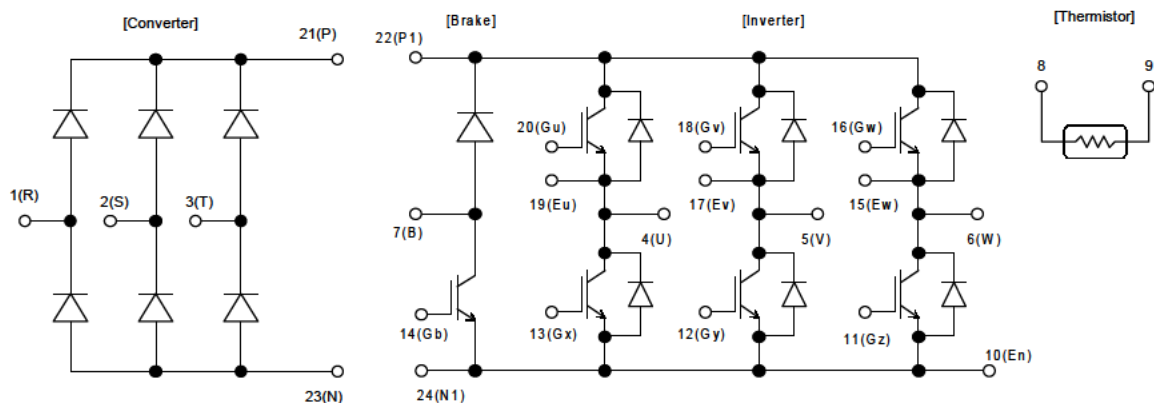 [Converter]
[Brake]
[Inverter]
[Thermistor]
21(P)
22(P1)
8
9
20(Gu)
18(Gv)
16(Gw)
1(R)
2(S)
3(T)
19(Eu)
17(Ev)
15(Ew)
7(B)
4(U)
5(V)
6(W)
14(Gb)
13(Gx)
12(Gy)
11(Gz)
10(En)
23(N)
24(N1)